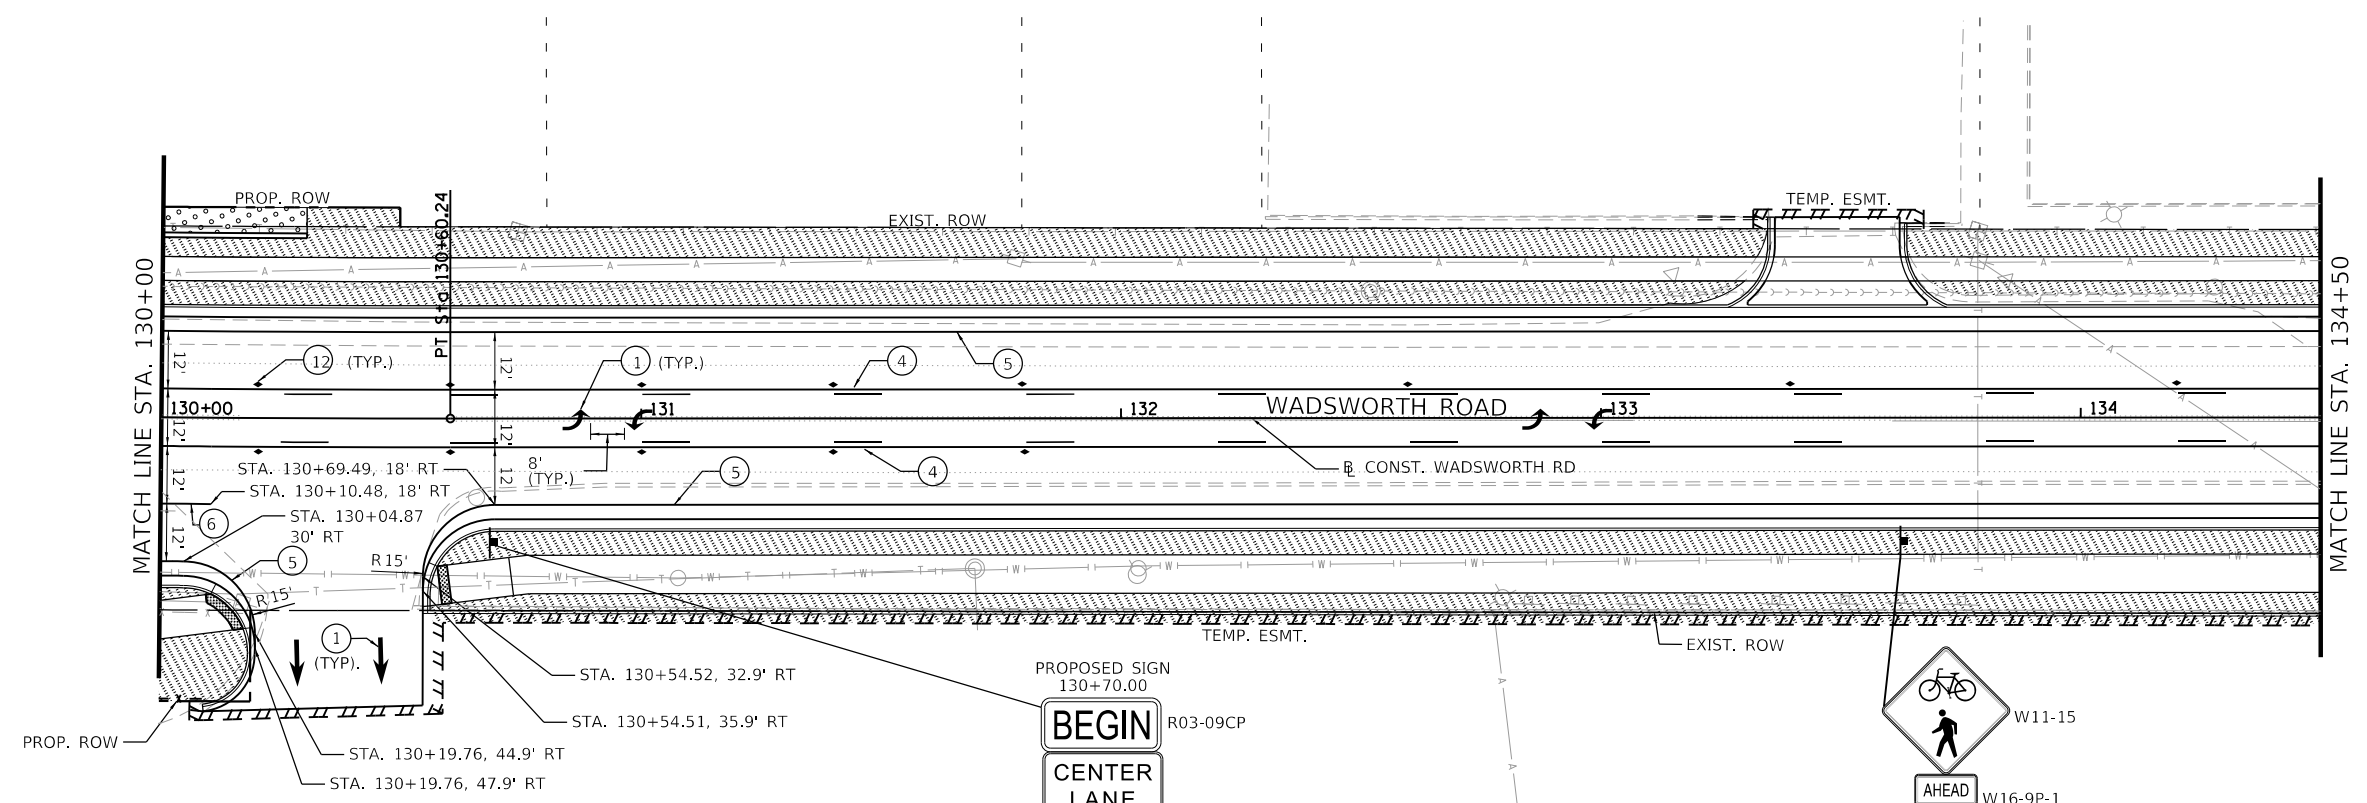 PROP. ROW
EXIST. ROW
TEMP. ESMT.
MATCH LINE STA. 130+00
PT Sta 130+60.24
MATCH LINE STA. 134+50
A A A A A A A A A A A A A
12'
12 (TYP.)
12'
1 (TYP.)
4
5
130+00
131
132
WADSWORTH ROAD
133
134
12'
12'
12'
12'
8'
(TYP.)
4
5
BL CONST. WADSWORTH RD
STA. 130+69.49, 18' RT
STA. 130+10.48, 18' RT
6
STA. 130+04.87
30' RT
12'
5
R 15'
R 15'
W W W W W W W W W W
T T T T T
1
(TYP).
TEMP. ESMT.
EXIST. ROW
STA. 130+54.52, 32.9' RT
STA. 130+54.51, 35.9' RT
PROP. ROW
STA. 130+19.76, 44.9' RT
STA. 130+19.76, 47.9' RT
PROPOSED SIGN
130+70.00
BEGIN
R03-09CP
CENTER
LANE
W11-15
AHEAD
W16-9P-1